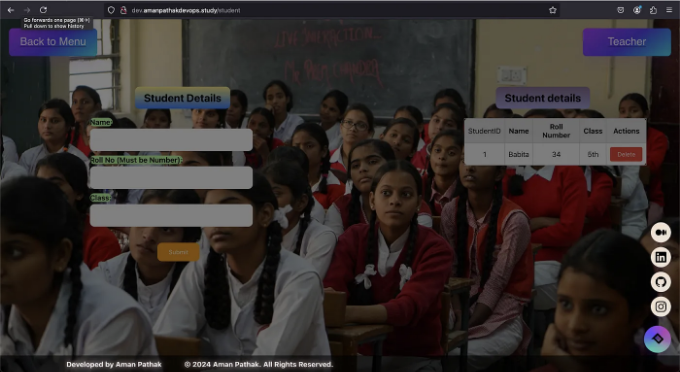 dev.amanpathakdevops.study/student
Go forwards one page (⌘→)
Pull down to show history
Back to Menu
Teacher
Student Details
Student details
Name
Roll No (Must be Number)
Class
Submit
StudentID Name Roll Number Class Actions
1 Babita 34 5th Delete
Developed by Aman Pathak © 2024 Aman Pathak. All Rights Reserved.